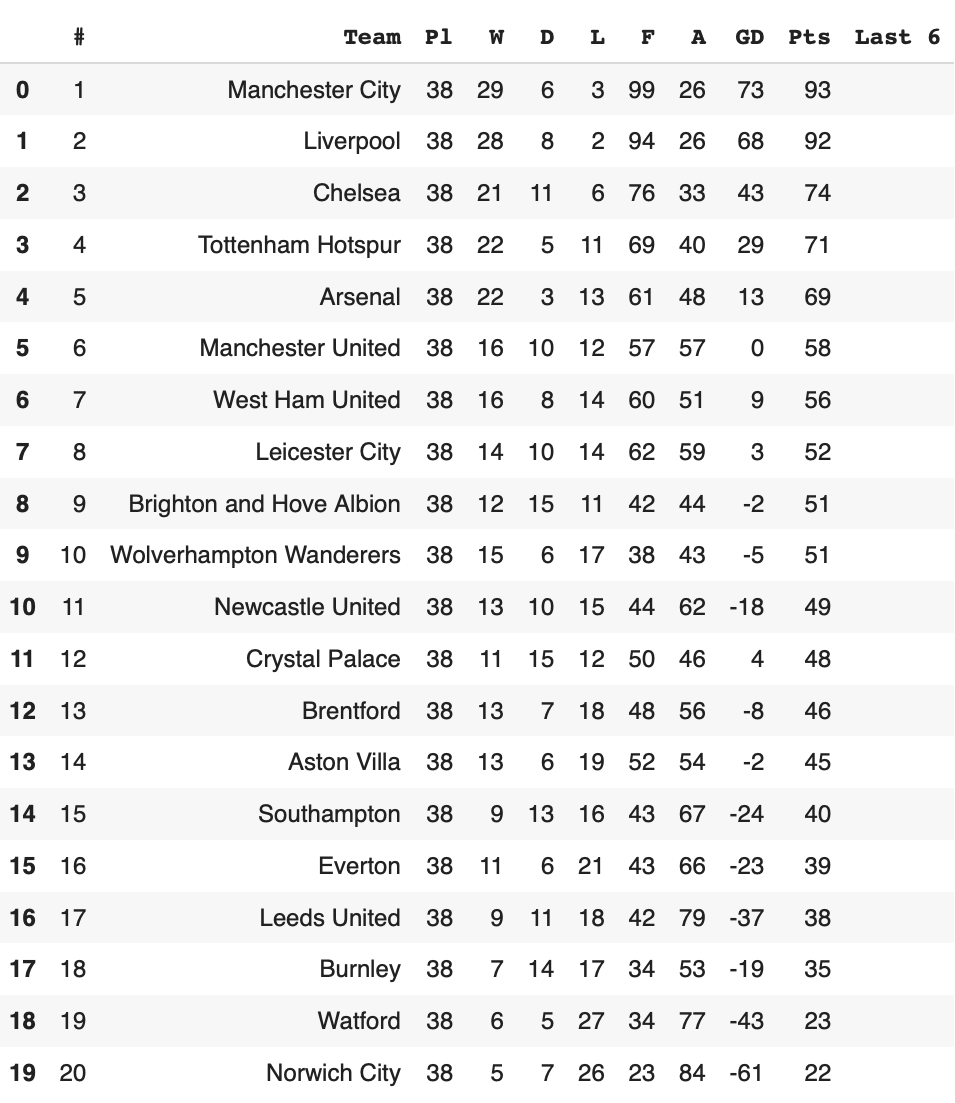 # Team Pl W D L F A GD Pts Last 6
0 1 Manchester City 38 29 6 3 99 26 73 93
1 2 Liverpool 38 28 8 2 94 26 68 92
2 3 Chelsea 38 21 11 6 76 33 43 74
3 4 Tottenham Hotspur 38 22 5 11 69 40 29 71
4 5 Arsenal 38 22 3 13 61 48 13 69
5 6 Manchester United 38 16 10 12 57 57 0 58
6 7 West Ham United 38 16 8 14 60 51 9 56
7 8 Leicester City 38 14 10 14 62 59 3 52
8 9 Brighton and Hove Albion 38 12 15 11 42 44 -2 51
9 10 Wolverhampton Wanderers 38 15 6 17 38 43 -5 51
10 11 Newcastle United 38 13 10 15 44 62 -18 49
11 12 Crystal Palace 38 11 15 12 50 46 4 48
12 13 Brentford 38 13 7 18 48 56 -8 46
13 14 Aston Villa 38 13 6 19 52 54 -2 45
14 15 Southampton 38 9 13 16 43 67 -24 40
15 16 Everton 38 11 6 21 43 66 -23 39
16 17 Leeds United 38 9 11 18 42 79 -37 38
17 18 Burnley 38 7 14 17 34 53 -19 35
18 19 Watford 38 6 5 27 34 77 -43 23
19 20 Norwich City 38 5 7 26 23 84 -61 22